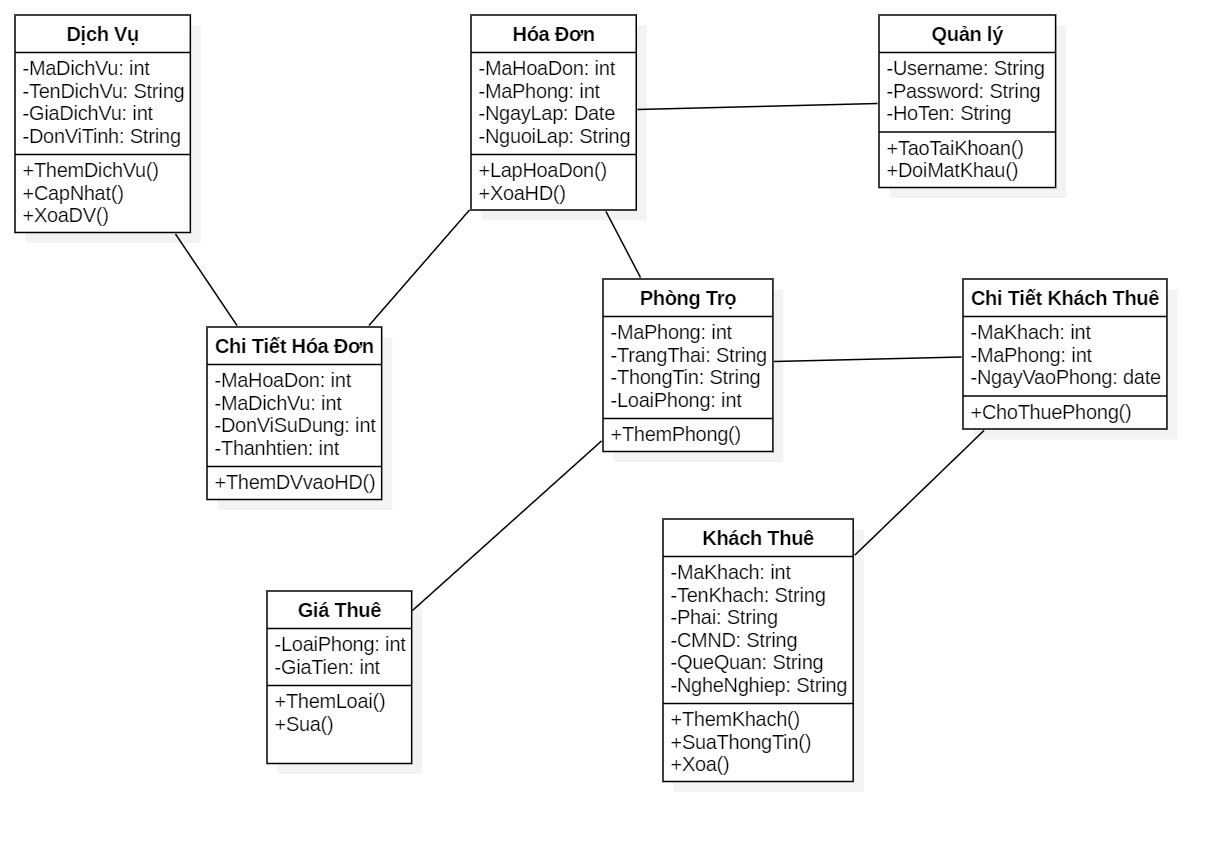 Dịch Vụ
-MaDichVu: int
-TenDichVu: String
-GiaDichVu: int
-DonViTinh: String
+ThemDichVu()
+CapNhat()
+XoaDV()
Hóa Đơn
-MaHoaDon: int
-MaPhong: int
-NgayLap: Date
-NguoiLap: String
+LapHoaDon()
+XoaHD()
Quản lý
-Username: String
-Password: String
-HoTen: String
+TaoTaiKhoan()
+DoiMatKhau()
Chi Tiết Hóa Đơn
-MaHoaDon: int
-MaDichVu: int
-DonViSuDung: int
-Thanhtien: int
+ThemDVvaoHD()
Phòng Trọ
-MaPhong: int
-TrangThai: String
-ThongTin: String
-LoaiPhong: int
+ThemPhong()
Chi Tiết Khách Thuê
-MaKhach: int
-MaPhong: int
-NgayVaoPhong: date
+ChoThuePhong()
Giá Thuê
-LoaiPhong: int
-GiaTien: int
+ThemLoai()
+Sua()
Khách Thuê
-MaKhach: int
-TenKhach: String
-Phai: String
-CMND: String
-QueQuan: String
-NgheNghiep: String
+ThemKhach()
+SuaThongTin()
+Xoa()